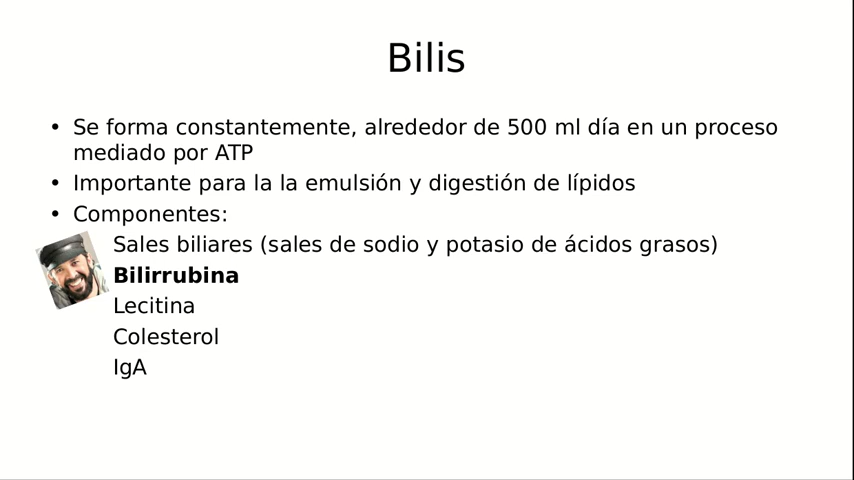 Bilis
• Se forma constantemente, alrededor de 500 ml día en un proceso
mediado por ATP
• Importante para la la emulsión y digestión de lípidos
• Componentes:
Sales biliares (sales de sodio y potasio de ácidos grasos)
Bilirrubina
Lecitina
Colesterol
IgA